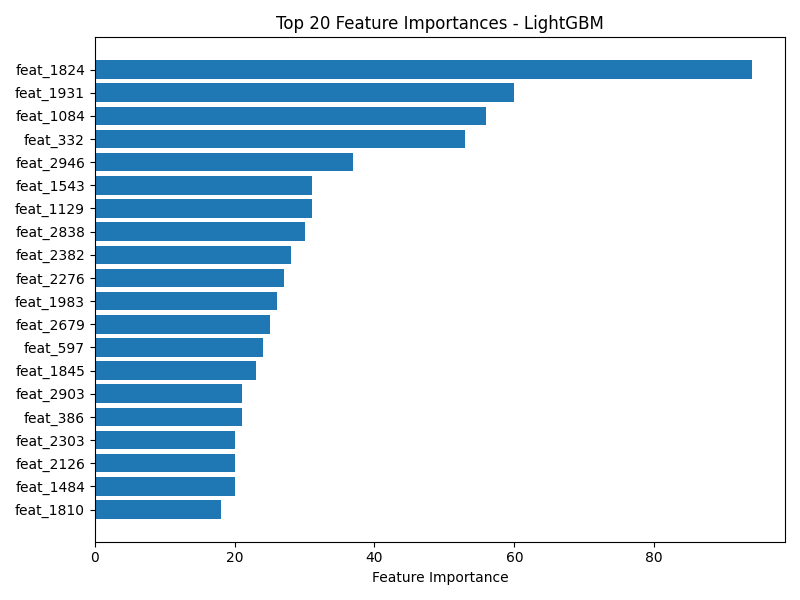 Top 20 Feature Importances - LightGBM
feat_1824
feat_1931
feat_1084
feat_332
feat_2946
feat_1543
feat_1129
feat_2838
feat_2382
feat_2276
feat_1983
feat_2679
feat_597
feat_1845
feat_2903
feat_386
feat_2303
feat_2126
feat_1484
feat_1810
0 20 40 60 80
Feature Importance